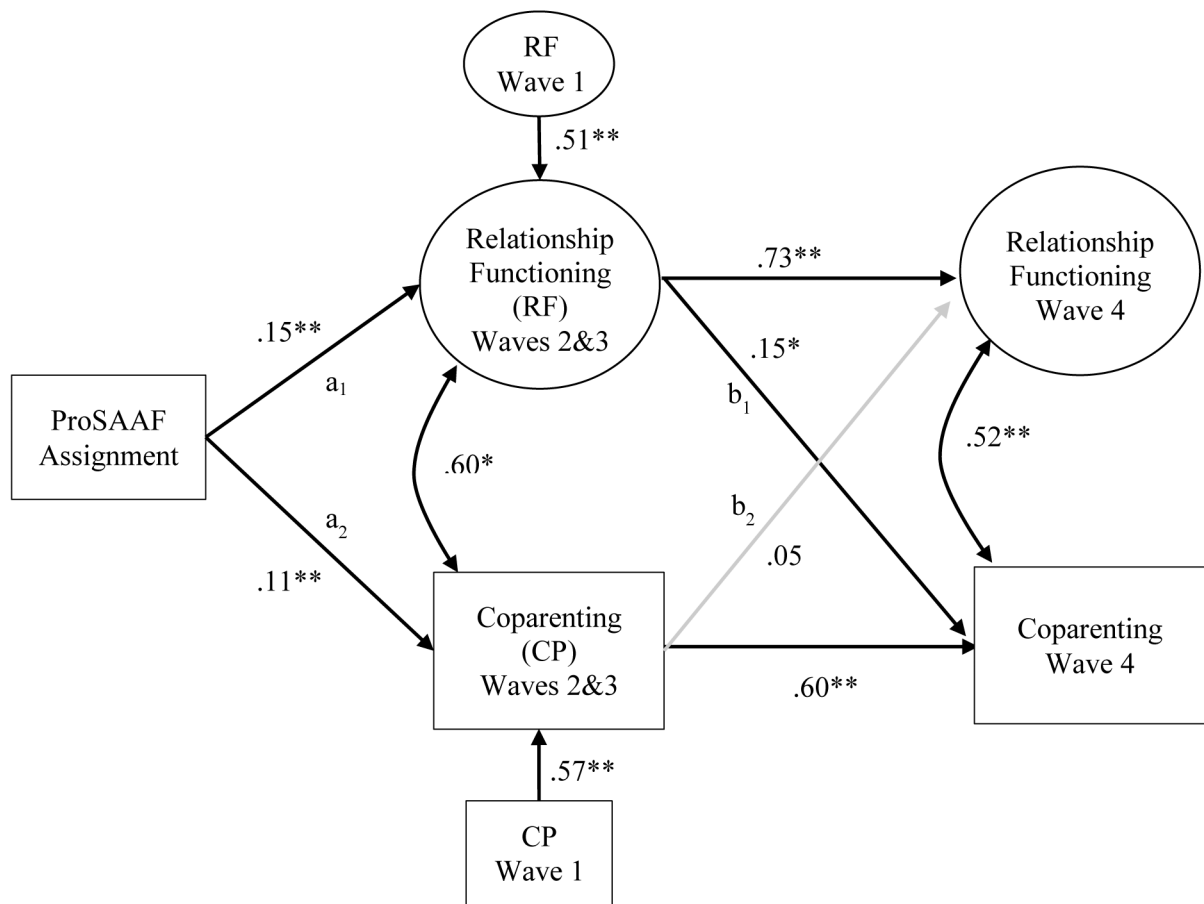 RF
Wave 1
.51**
Relationship
Functioning
(RF)
Waves 2&3
Relationship
Functioning
Wave 4
.73**
.15**
a₁
.15*
b₁
ProSAAF
Assignment
.60*
.52**
a₂
.11**
b₂
.05
Coparenting
(CP)
Waves 2&3
Coparenting
Wave 4
.60**
.57**
CP
Wave 1